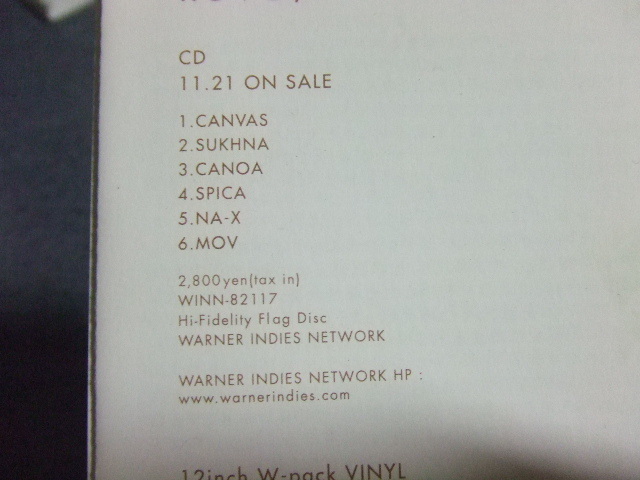 CD
11.21 ON SALE
1.CANVAS
2.SUKHNA
3.CANOA
4.SPICA
5.NA-X
6.MOV
2,800yen(tax in)
WINN-82117
Hi-Fidelity Flag Disc
WARNER INDIES NETWORK
WARNER INDIES NETWORK HP :
www.warnerindies.com
12inch W-pack VINYL